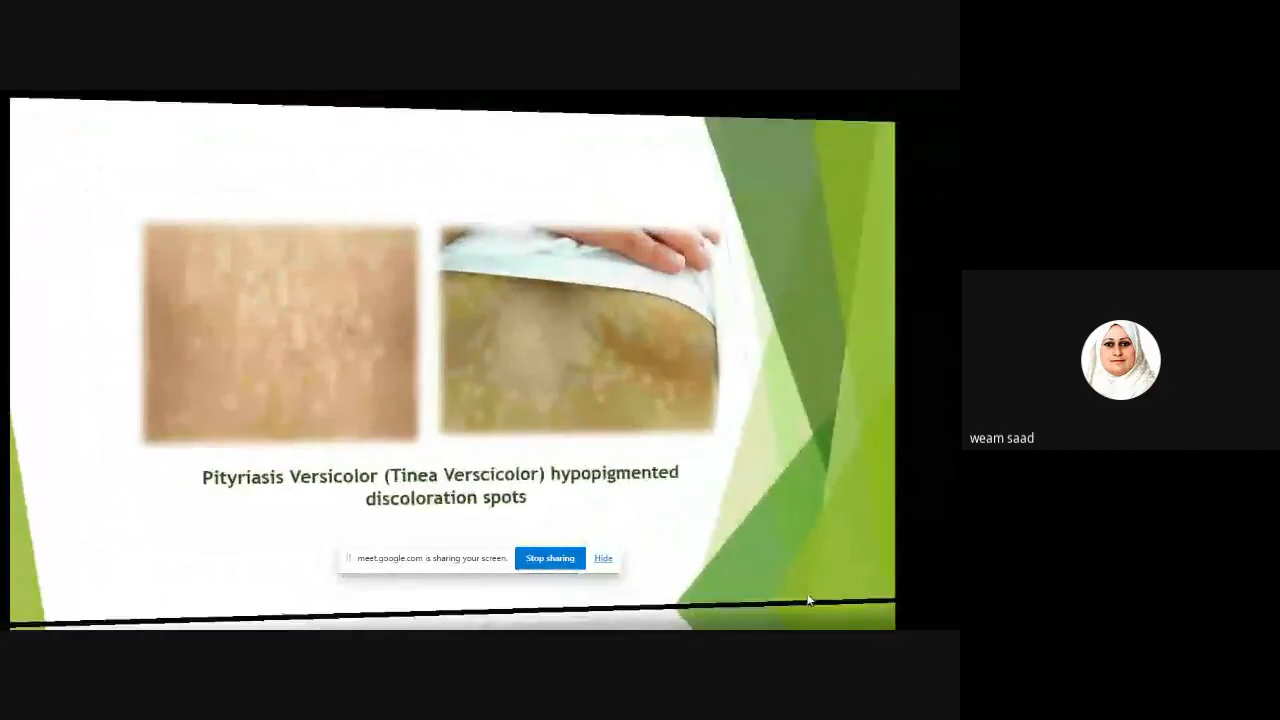 Pityriasis Versicolor (Tinea Verscicolor) hypopigmented
discoloration spots
meet.google.com is sharing your screen.
Stop sharing
Hide
weam saad